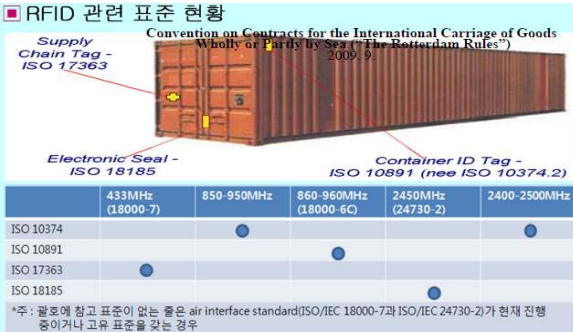 RFID 관련 표준 현황
Convention on Contracts for the International Carriage of Goods
Wholly or Partly by Sea ("The Rotterdam Rules")
2009. 9.
Supply
Chain Tag -
ISO 17363
Electronic Seal -
ISO 18185
Container ID Tag -
ISO 10891 (nee ISO 10374.2)
433MHz (18000-7) 850-950MHz 860-960MHz (18000-6C) 2450MHz (24730-2) 2400-2500MHz
ISO 10374
ISO 10891
ISO 17363
ISO 18185
*주 : 괄호에 참고 표준이 없는 줄은 air interface standard(ISO/IEC 18000-7과 ISO/IEC 24730-2)가 현재 진행
중이거나 고유 표준을 갖는 경우